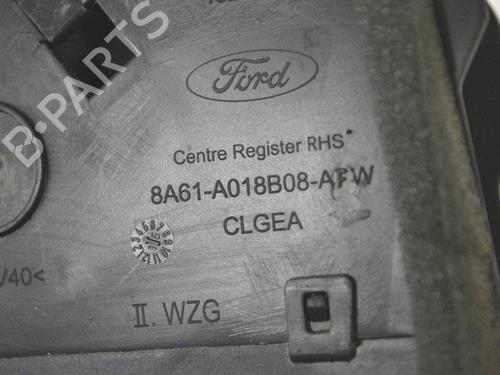 Ford
Centre Register RHS
8A61-A018B08-AFW
CLGEA
/40<
II. WZG
B-PARTS